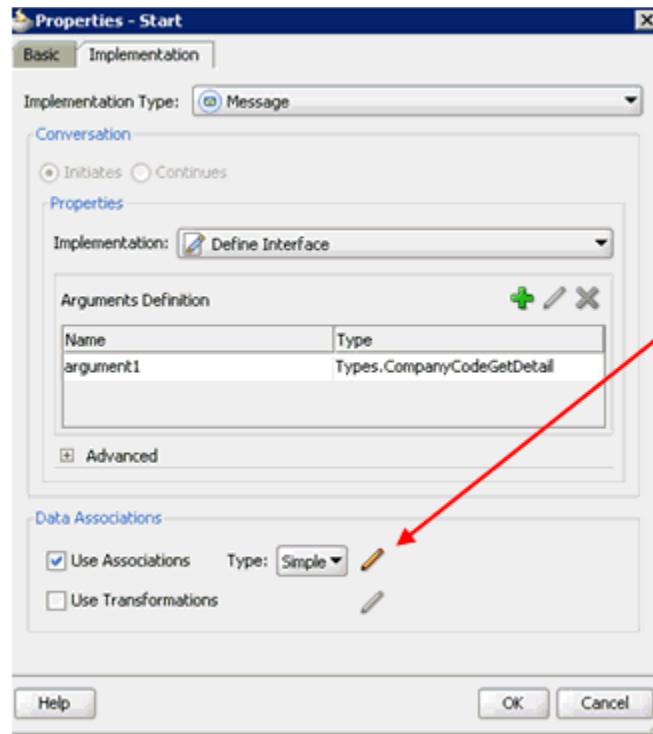 Properties - Start
Basic Implementation
Implementation Type: Message
Conversation
Initiates Continues
Properties
Implementation: Define Interface
Arguments Definition
Name Type
argument1 Types.CompanyCodeGetDetail
Advanced
Data Associations
Use Associations Type: Simple
Use Transformations
Help OK Cancel